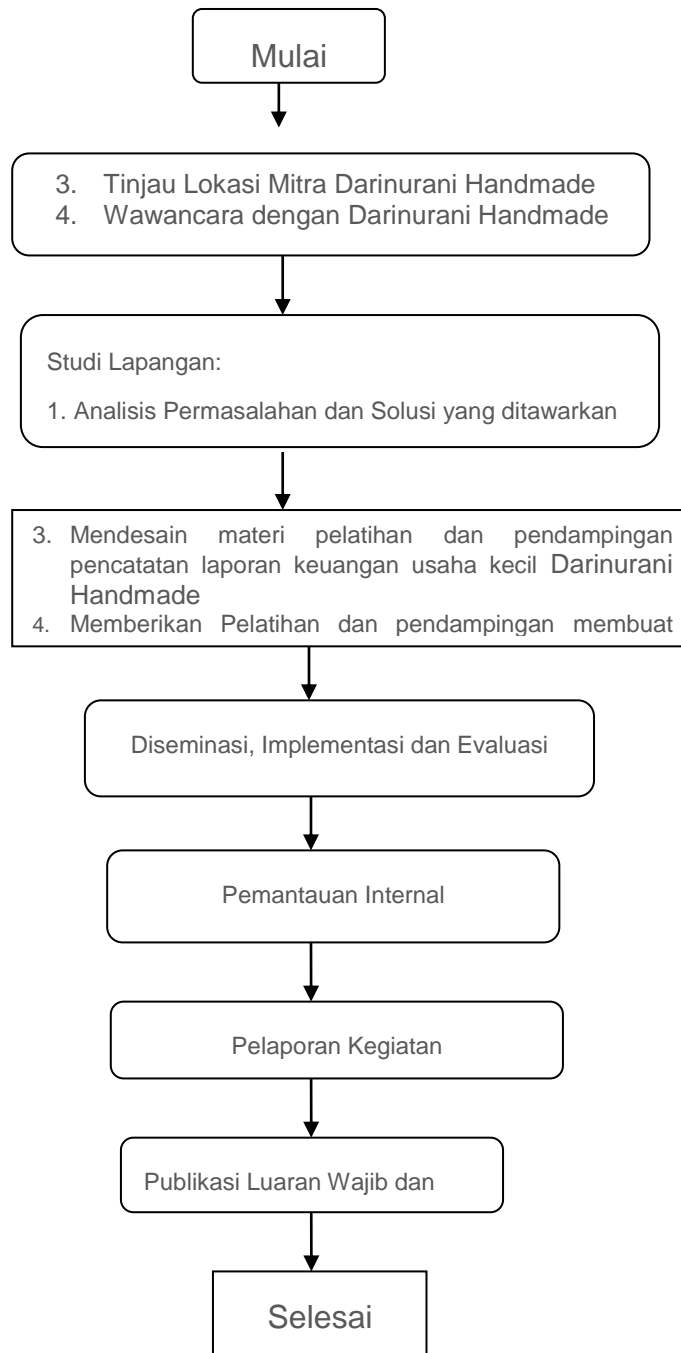 Mulai
3. Tinjau Lokasi Mitra Darinurani Handmade
4. Wawancara dengan Darinurani Handmade
Studi Lapangan:
1. Analisis Permasalahan dan Solusi yang ditawarkan
3. Mendesain materi pelatihan dan pendampingan
pencatatan laporan keuangan usaha kecil Darinurani
Handmade
4. Memberikan Pelatihan dan pendampingan membuat
Diseminasi, Implementasi dan Evaluasi
Pemantauan Internal
Pelaporan Kegiatan
Publikasi Luaran Wajib dan
Selesai